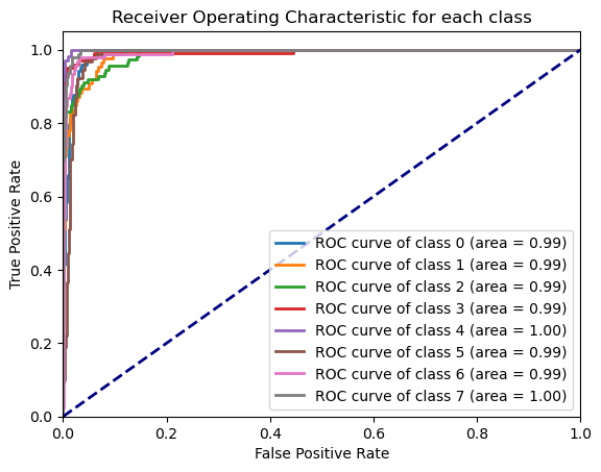 Receiver Operating Characteristic for each class
1.0
0.8
0.6
0.4
0.2
0.0
True Positive Rate
ROC curve of class 0 (area = 0.99)
ROC curve of class 1 (area = 0.99)
ROC curve of class 2 (area = 0.99)
ROC curve of class 3 (area = 0.99)
ROC curve of class 4 (area = 1.00)
ROC curve of class 5 (area = 0.99)
ROC curve of class 6 (area = 0.99)
ROC curve of class 7 (area = 1.00)
0.0 0.2 0.4 0.6 0.8 1.0
False Positive Rate